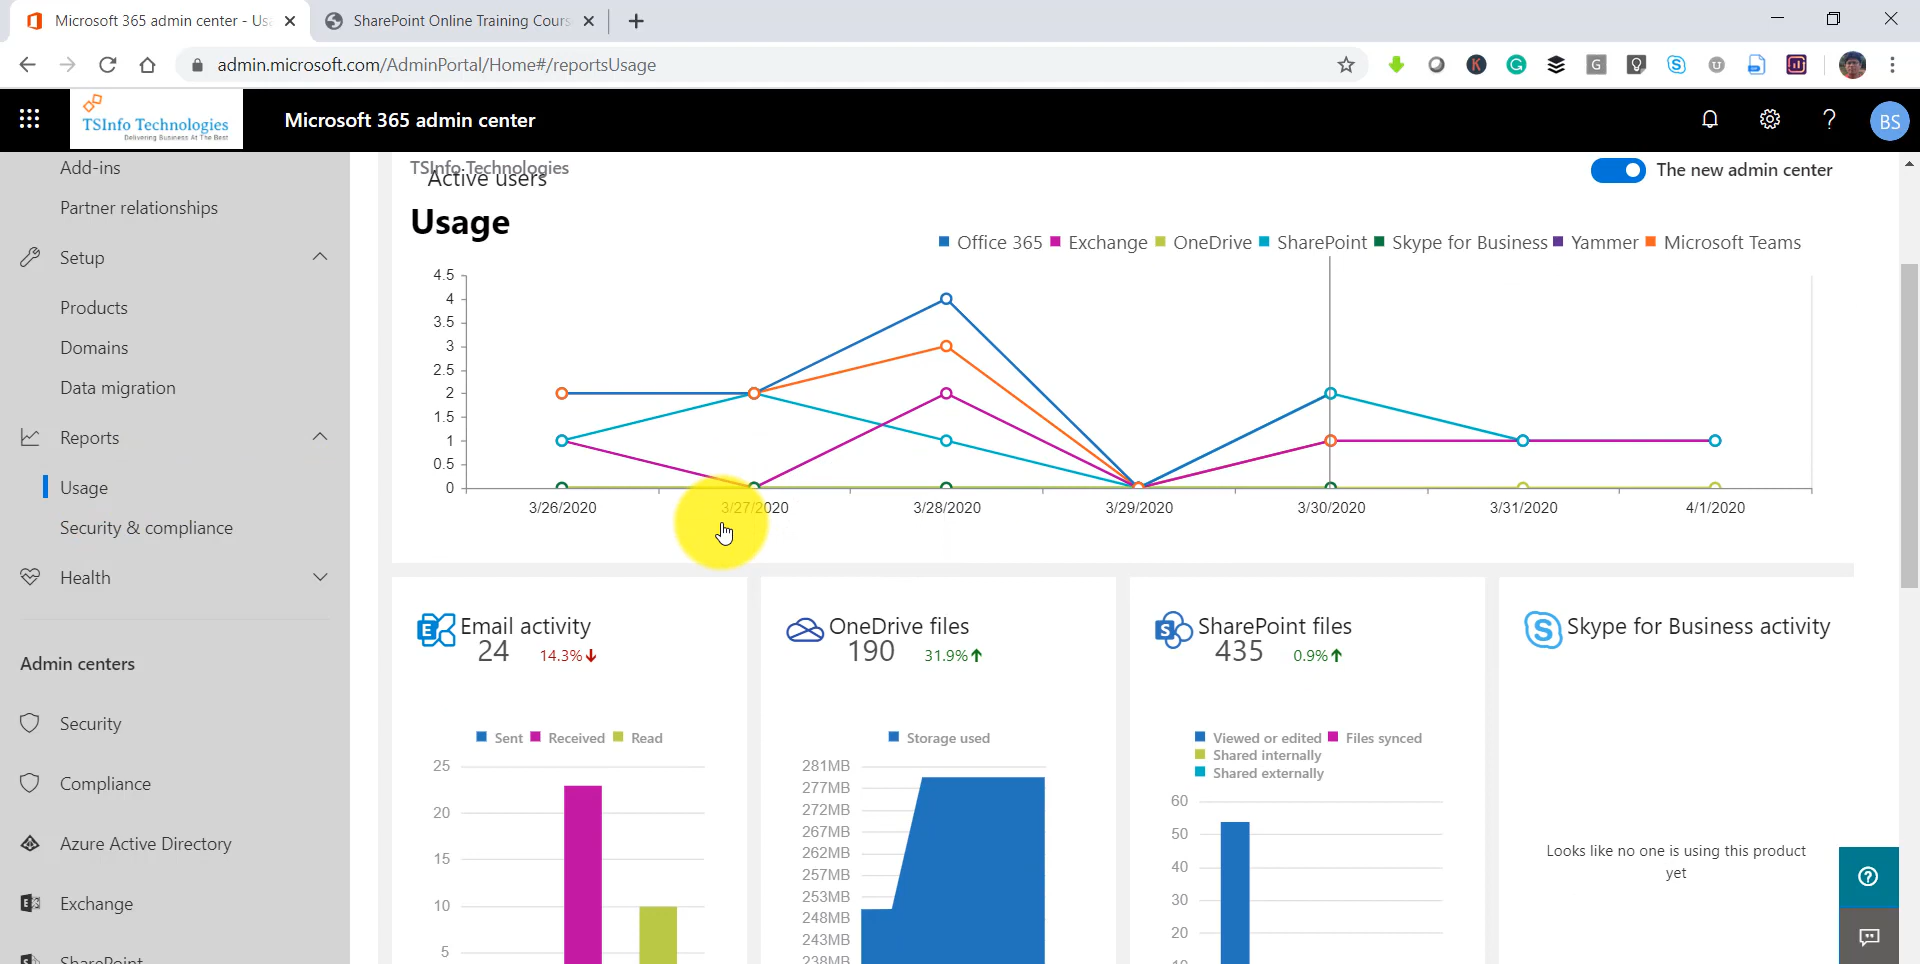 Microsoft 365 admin center - Us
SharePoint Online Training Cours
admin.microsoft.com/AdminPortal/Home#/reportsUsage
TSInfo Technologies
Delivering Business At The Best
Microsoft 365 admin center
BS
Add-ins
Partner relationships
Setup
Products
Domains
Data migration
Reports
Usage
Security & compliance
Health
Admin centers
Security
Compliance
Azure Active Directory
Exchange
SharePoint
TSInfo Technologies
Active users
The new admin center
Usage
Office 365 Exchange OneDrive SharePoint Skype for Business Yammer Microsoft Teams
4.5
4
3.5
3
2.5
2
1.5
1
0.5
0
3/26/2020 3/27/2020 3/28/2020 3/29/2020 3/30/2020 3/31/2020 4/1/2020
Email activity
24 14.3%
Sent Received Read
25
20
15
10
5
OneDrive files
190 31.9%
Storage used
281MB
277MB
272MB
267MB
262MB
257MB
253MB
248MB
243MB
238MB
SharePoint files
435 0.9%
Viewed or edited Files synced
Shared internally
Shared externally
60
50
40
30
20
10
Skype for Business activity
Looks like no one is using this product
yet